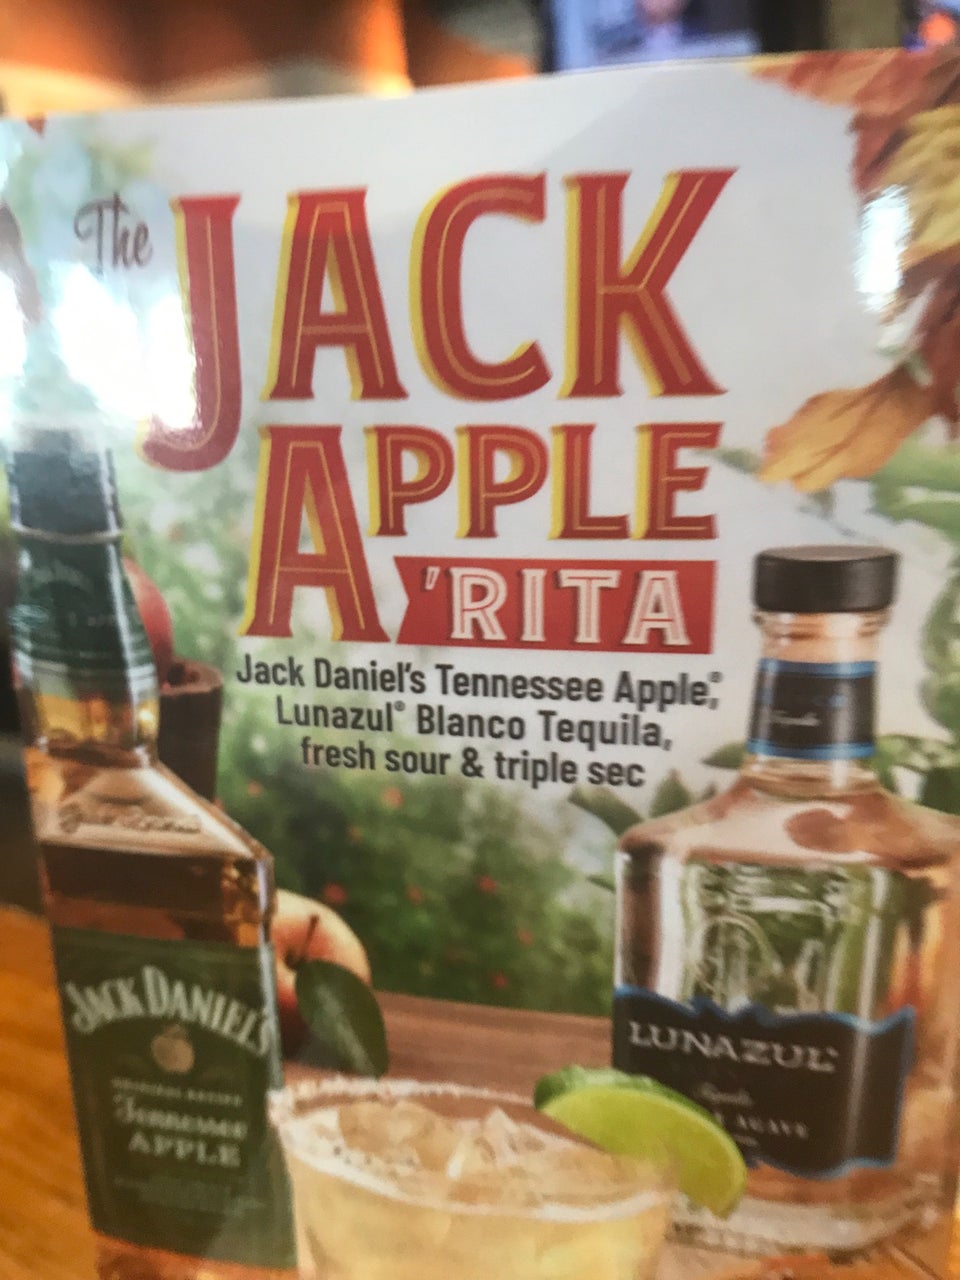 The
JACK
APPLE
'RITA
Jack Daniel's Tennessee Apple®,
Lunazul® Blanco Tequila,
fresh sour & triple sec
JACK DANIEL'S
Tennessee
APPLE
LUNAZUL®
AGAVE